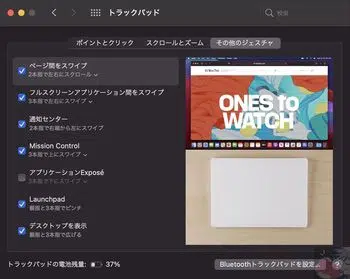 トラックパッド
検索
ポイントとクリック
スクロールとズーム
その他のジェスチャ
ページ間をスワイプ
2本指で左右にスクロール
フルスクリーンアプリケーション間をスワイプ
3本指で左右にスワイプ
通知センター
2本指で右端から左にスワイプ
Mission Control
3本指で上にスワイプ
アプリケーションExposé
3本指で下にスワイプ
Launchpad
親指と3本指でピンチ
デスクトップを表示
親指と3本指で広げる
ONES to
WATCH
トラックパッドの電池残量:
37%
Bluetoothトラックパッドを設定...
?